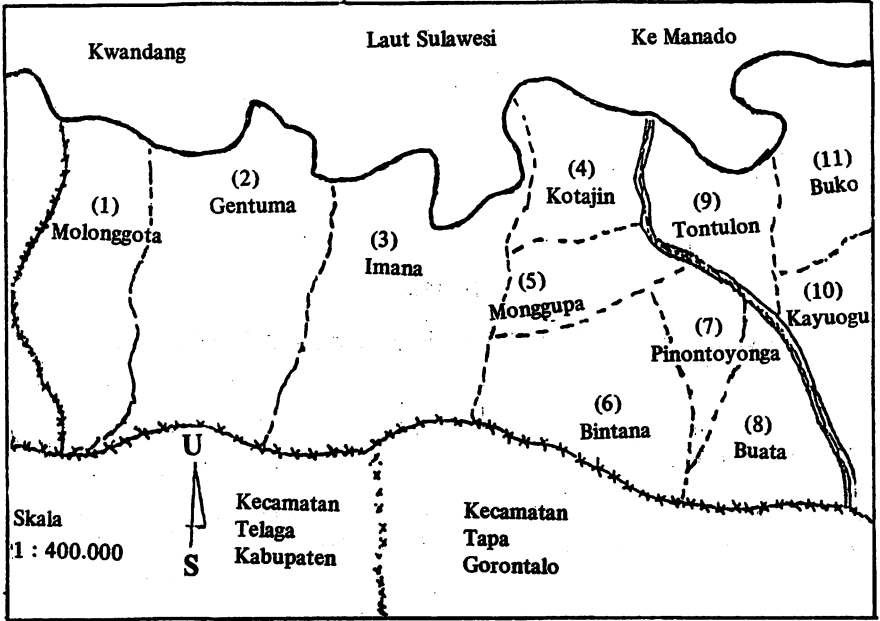 Kwandang
Laut Sulawesi
Ke Manado
(1)
Molonggota
(2)
Gentuma
(3)
Imana
(4)
Kotajin
(5)
Monggupa
(6)
Bintana
(7)
Pinontoyonga
(8)
Buata
(9)
Tontulon
(10)
Kayuogu
(11)
Buko
U
S
Skala
1 : 400.000
Kecamatan
Telaga
Kabupaten
Kecamatan
Tapa
Gorontalo